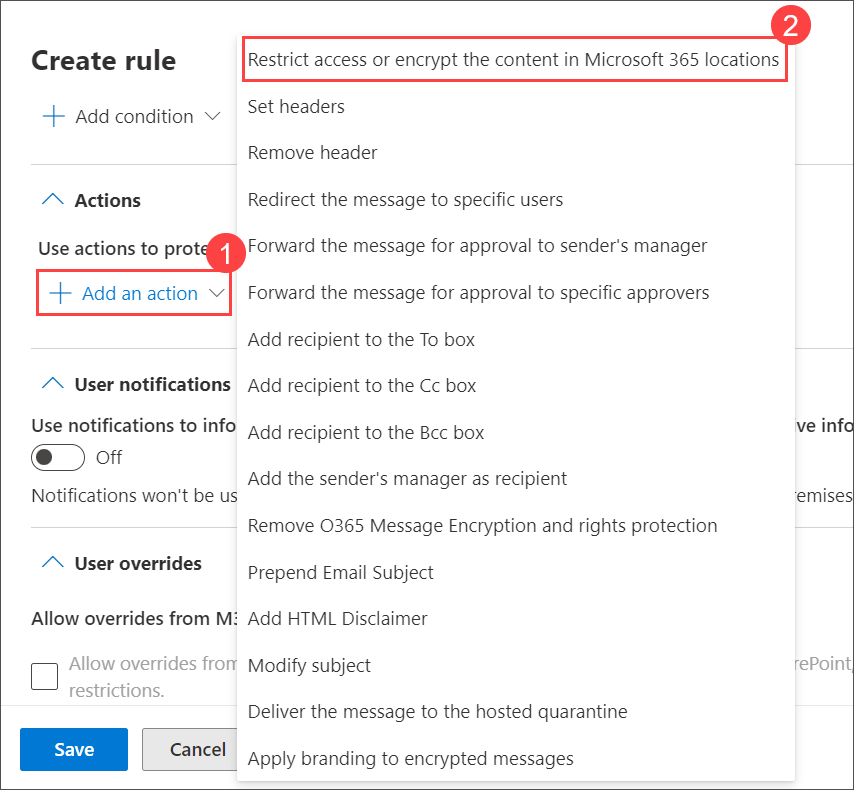 2
Create rule
Restrict access or encrypt the content in Microsoft 365 locations
Add condition
Set headers
Remove header
Actions
Redirect the message to specific users
Use actions to prote
1
Forward the message for approval to sender's manager
Add an action
Forward the message for approval to specific approvers
Add recipient to the To box
User notifications
Add recipient to the Cc box
Use notifications to info
ve info
Add recipient to the Bcc box
Off
Add the sender's manager as recipient
Notifications won't be us
remises
Remove O365 Message Encryption and rights protection
User overrides
Prepend Email Subject
Allow overrides from M3
Add HTML Disclaimer
Allow overrides from
rePoint,
restrictions.
Modify subject
Deliver the message to the hosted quarantine
Save
Cancel
Apply branding to encrypted messages